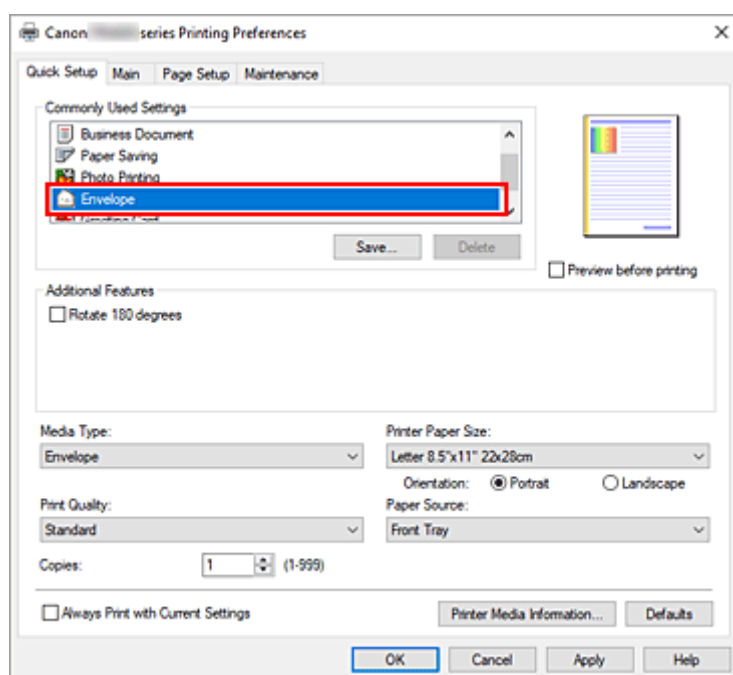 Canon series Printing Preferences
Quick Setup Main Page Setup Maintenance
Commonly Used Settings
Business Document
Paper Saving
Photo Printing
Envelope
Greeting Card
Save... Delete
Preview before printing
Additional Features
Rotate 180 degrees
Media Type: Printer Paper Size:
Envelope Letter 8.5"x11" 22x28cm
Orientation: Portrait Landscape
Print Quality: Paper Source:
Standard Front Tray
Copies: 1 (1-999)
Always Print with Current Settings Printer Media Information... Defaults
OK Cancel Apply Help